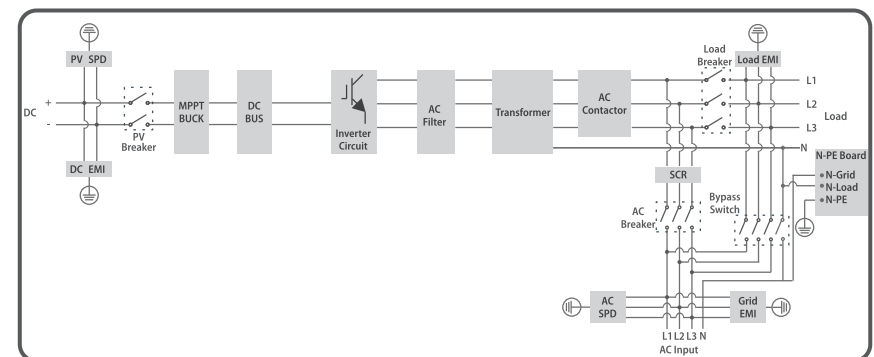 PV SPD
DC
+
-
PV
Breaker
DC EMI
MPPT
BUCK
DC
BUS
Inverter
Circuit
AC
Filter
Transformer
AC
Contactor
Load
Breaker
Load EMI
L1
L2
L3
N
Load
N-PE Board
N-Grid
N-Load
N-PE
SCR
AC
Breaker
Bypass
Switch
AC
SPD
Grid
EMI
L1 L2 L3 N
AC Input